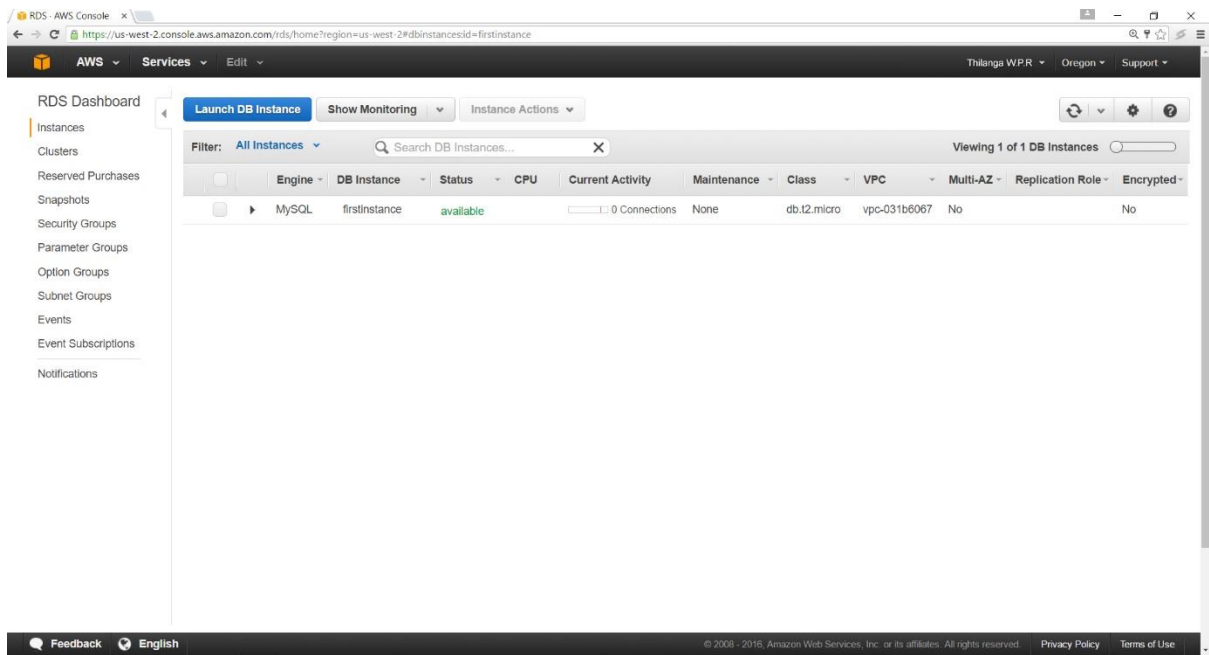 RDS · AWS Console
https://us-west-2.console.aws.amazon.com/rds/home?region=us-west-2#dbinstances:id=firstinstance
AWS Services Edit Thilanga W.P.R Oregon Support
RDS Dashboard
Instances
Clusters
Reserved Purchases
Snapshots
Security Groups
Parameter Groups
Option Groups
Subnet Groups
Events
Event Subscriptions
Notifications
Launch DB Instance Show Monitoring Instance Actions
Filter: All Instances Search DB Instances... Viewing 1 of 1 DB Instances
Engine DB Instance Status CPU Current Activity Maintenance Class VPC Multi-AZ Replication Role Encrypted
MySQL firstinstance available 0 Connections None db.t2.micro vpc-031b6067 No No
Feedback English © 2008 - 2016, Amazon Web Services, Inc. or its affiliates. All rights reserved. Privacy Policy Terms of Use